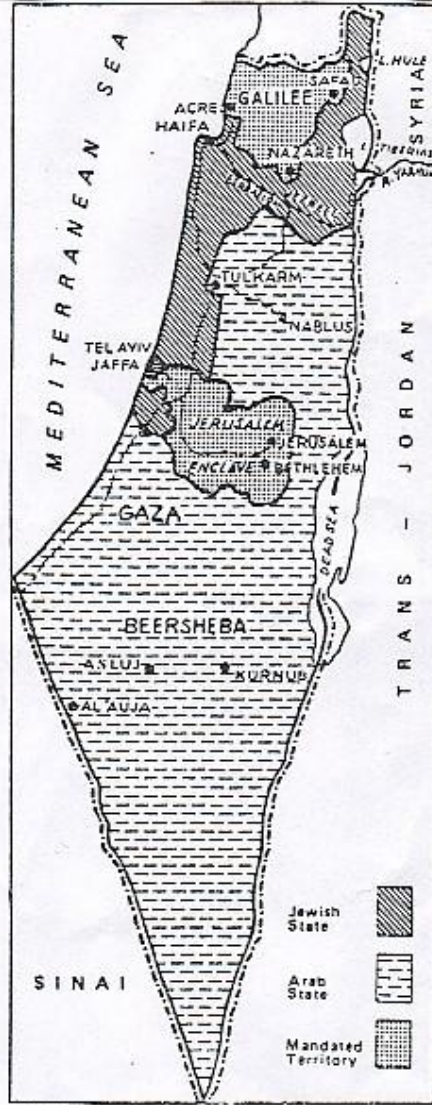 MEDITERRANEAN SEA
L. HULE
SYRIA
SAFAD
GALILEE
ACRE
HAIFA
TIBERIAS
NAZARETH
R. YARMUK
TULKARM
NABLUS
TEL AVIV
JAFFA
JERUSALEM
ENCLAVE
JERUSALEM
BETHLEHEM
GAZA
DEAD SEA
TRANS - JORDAN
BEERSHEBA
ASLUJ
KURNUB
AL AUJA
SINAI
Jewish
State
Arab
State
Mandated
Territory